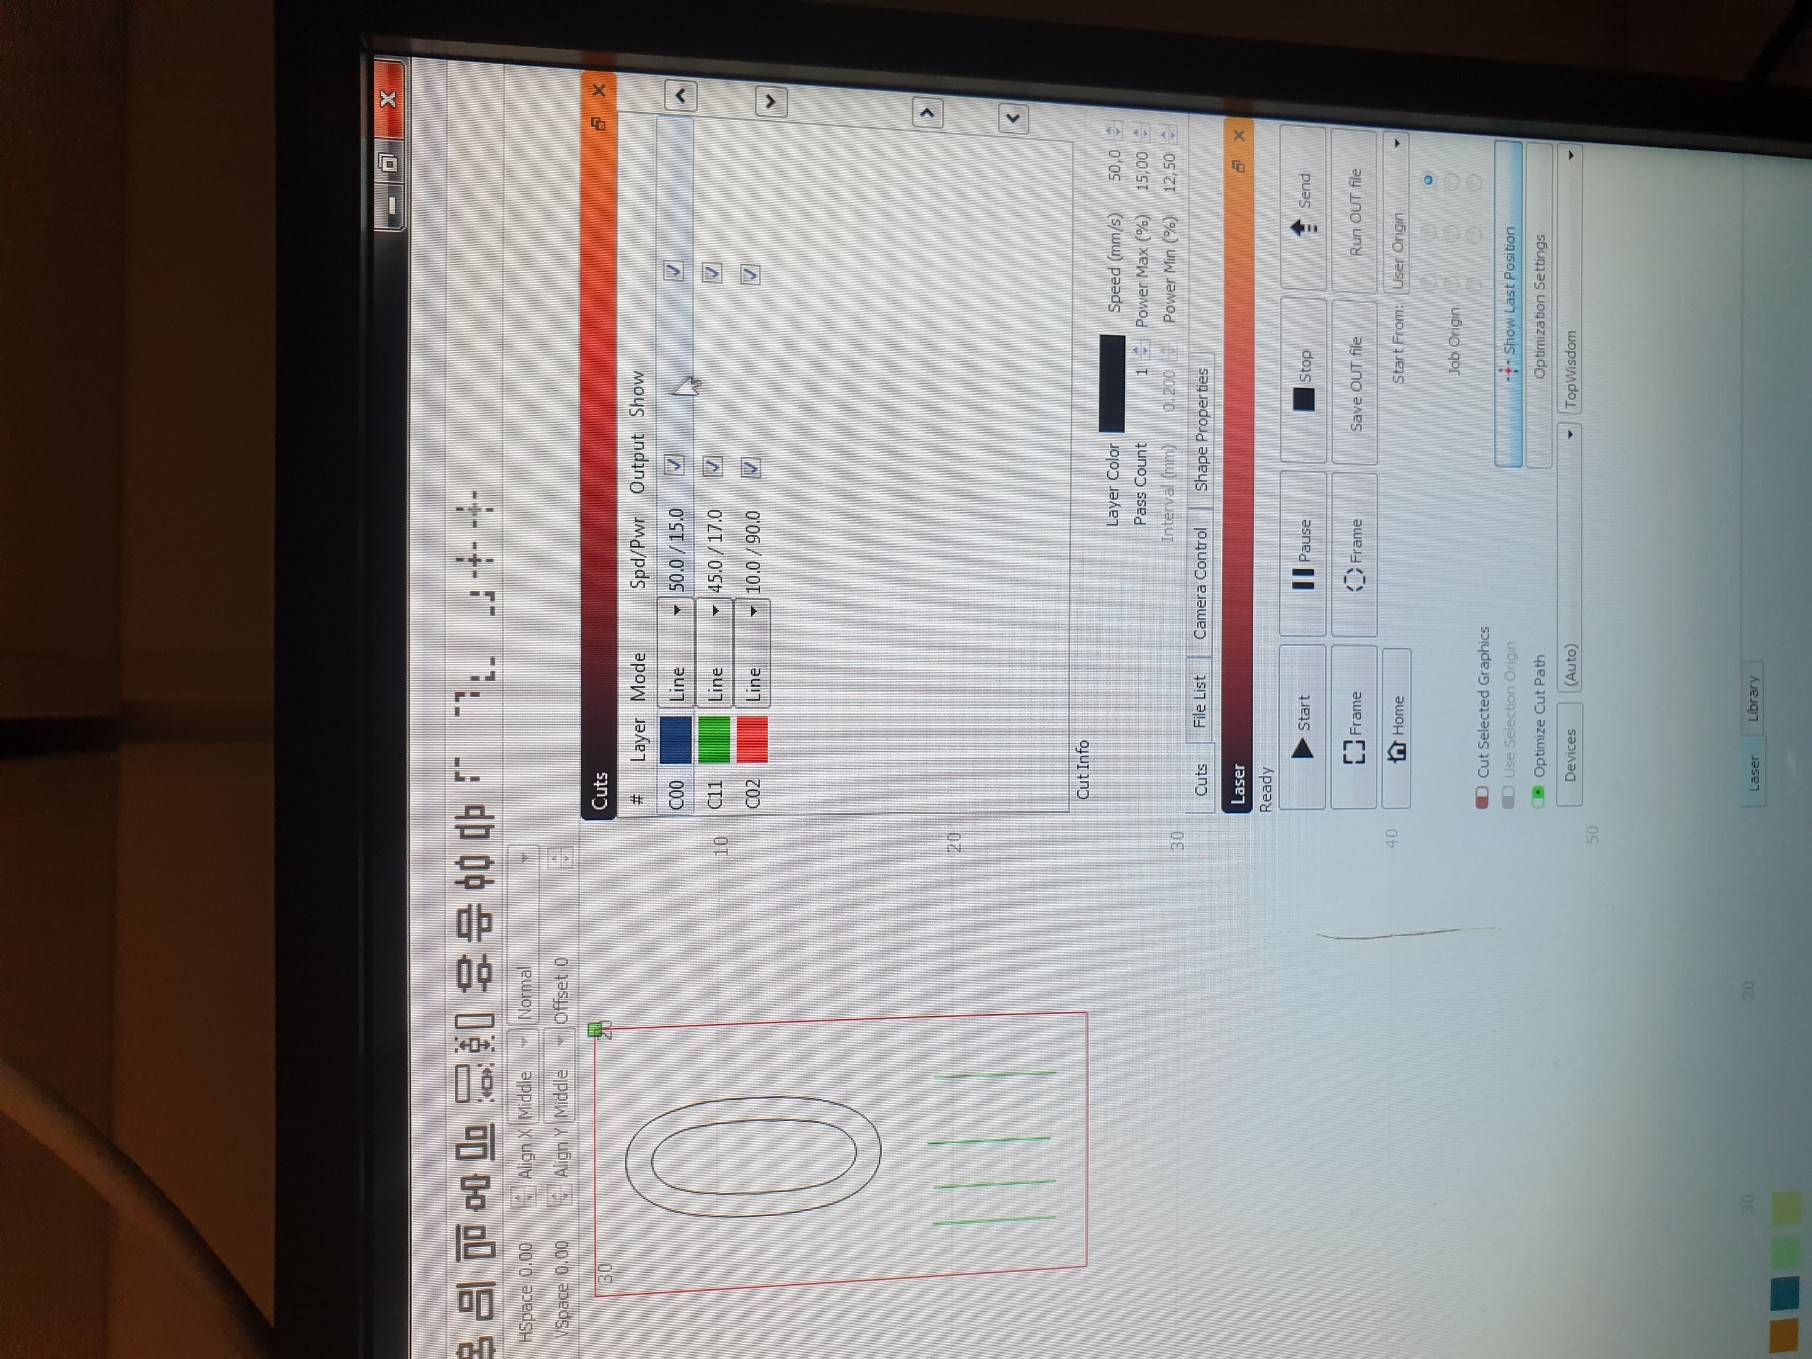 HSpace 0.00 Align X Middle Normal
VSpace 0.00 Align Y Middle Offset 0
30 20
Cuts
# Layer Mode Spd/Pwr Output Show
C00 Line 50.0 / 15.0
C11 Line 45.0 / 17.0
C02 Line 10.0 / 90.0
10
20
30
40
50
Cut Info
Layer Color Speed (mm/s) 50,0
Pass Count 1 Power Max (%) 15,00
Interval (mm) 0.200 Power Min (%) 12,50
Cuts File List Camera Control Shape Properties
Laser
Ready
Start Pause Stop Send
Frame Frame Save OUT file Run OUT file
Home Start From: User Origin
Job Origin
Cut Selected Graphics
Use Selection Origin Show Last Position
Optimize Cut Path Optimization Settings
Devices (Auto) TopWisdom
30 20
Laser Library